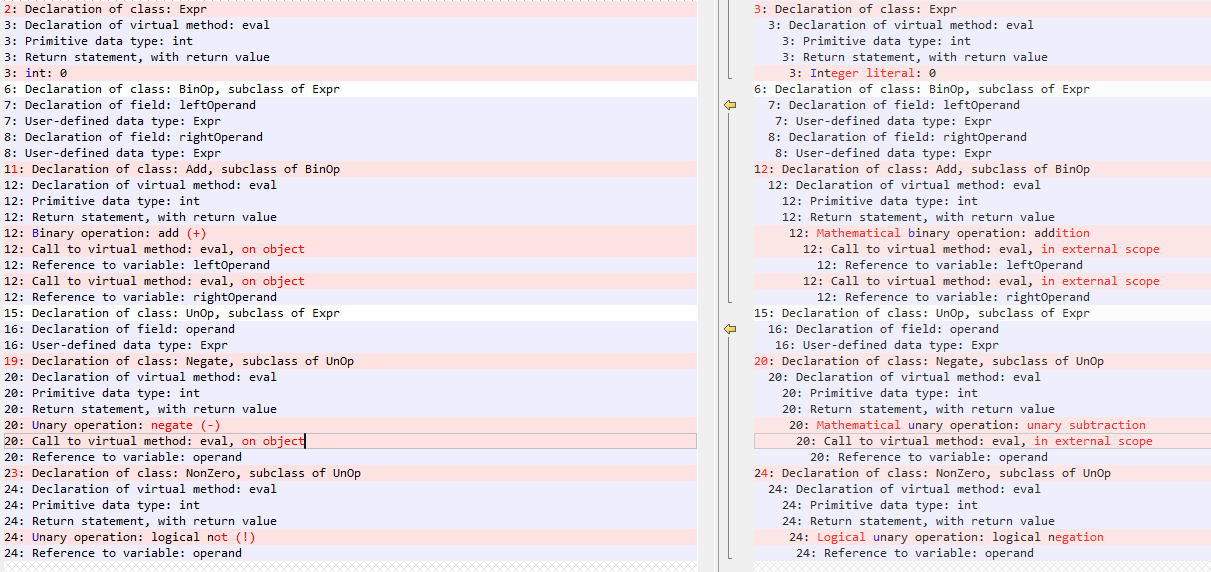 2: Declaration of class: Expr
3: Declaration of virtual method: eval
3: Primitive data type: int
3: Return statement, with return value
3: int: 0
6: Declaration of class: BinOp, subclass of Expr
7: Declaration of field: leftOperand
7: User-defined data type: Expr
8: Declaration of field: rightOperand
8: User-defined data type: Expr
11: Declaration of class: Add, subclass of BinOp
12: Declaration of virtual method: eval
12: Primitive data type: int
12: Return statement, with return value
12: Binary operation: add (+)
12: Call to virtual method: eval, on object
12: Reference to variable: leftOperand
12: Call to virtual method: eval, on object
12: Reference to variable: rightOperand
15: Declaration of class: UnOp, subclass of Expr
16: Declaration of field: operand
16: User-defined data type: Expr
19: Declaration of class: Negate, subclass of UnOp
20: Declaration of virtual method: eval
20: Primitive data type: int
20: Return statement, with return value
20: Unary operation: negate (-)
20: Call to virtual method: eval, on object
20: Reference to variable: operand
23: Declaration of class: NonZero, subclass of UnOp
24: Declaration of virtual method: eval
24: Primitive data type: int
24: Return statement, with return value
24: Unary operation: logical not (!)
24: Reference to variable: operand
3: Declaration of class: Expr
3: Declaration of virtual method: eval
3: Primitive data type: int
3: Return statement, with return value
3: Integer literal: 0
6: Declaration of class: BinOp, subclass of Expr
7: Declaration of field: leftOperand
7: User-defined data type: Expr
8: Declaration of field: rightOperand
8: User-defined data type: Expr
12: Declaration of class: Add, subclass of BinOp
12: Declaration of virtual method: eval
12: Primitive data type: int
12: Return statement, with return value
12: Mathematical binary operation: addition
12: Call to virtual method: eval, in external scope
12: Reference to variable: leftOperand
12: Call to virtual method: eval, in external scope
12: Reference to variable: rightOperand
15: Declaration of class: UnOp, subclass of Expr
16: Declaration of field: operand
16: User-defined data type: Expr
20: Declaration of class: Negate, subclass of UnOp
20: Declaration of virtual method: eval
20: Primitive data type: int
20: Return statement, with return value
20: Mathematical unary operation: unary subtraction
20: Call to virtual method: eval, in external scope
20: Reference to variable: operand
24: Declaration of class: NonZero, subclass of UnOp
24: Declaration of virtual method: eval
24: Primitive data type: int
24: Return statement, with return value
24: Logical unary operation: logical negation
24: Reference to variable: operand